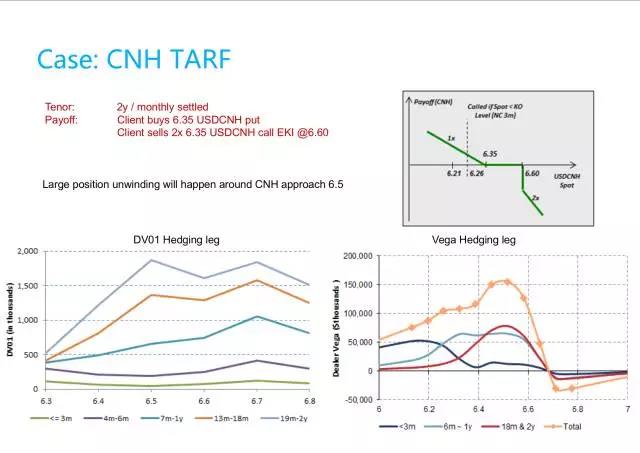 Case: CNH TARF
Tenor: 2y / monthly settled
Payoff: Client buys 6.35 USDCNH put
Client sells 2x 6.35 USDCNH call EKI @6.60
Large position unwinding will happen around CNH approach 6.5
Payoff (CNH)
Called if Spot < KO
Level (NC 3m)
1x
6.35
6.21 6.26 6.60 USDCNH
Spot
2x
DV01 Hedging leg
2,000
1,500
1,000
500
0
DV01 (in thousands)
6.3 6.4 6.5 6.6 6.7 6.8
<= 3m 4m-6m 7m-1y 13m-18m 19m-2y
Vega Hedging leg
200,000
150,000
100,000
50,000
0
-50,000
Dealer Vega ($ thousands )
6 6.2 6.4 6.6 6.8 7
<3m 6m ~ 1y 18m & 2y Total